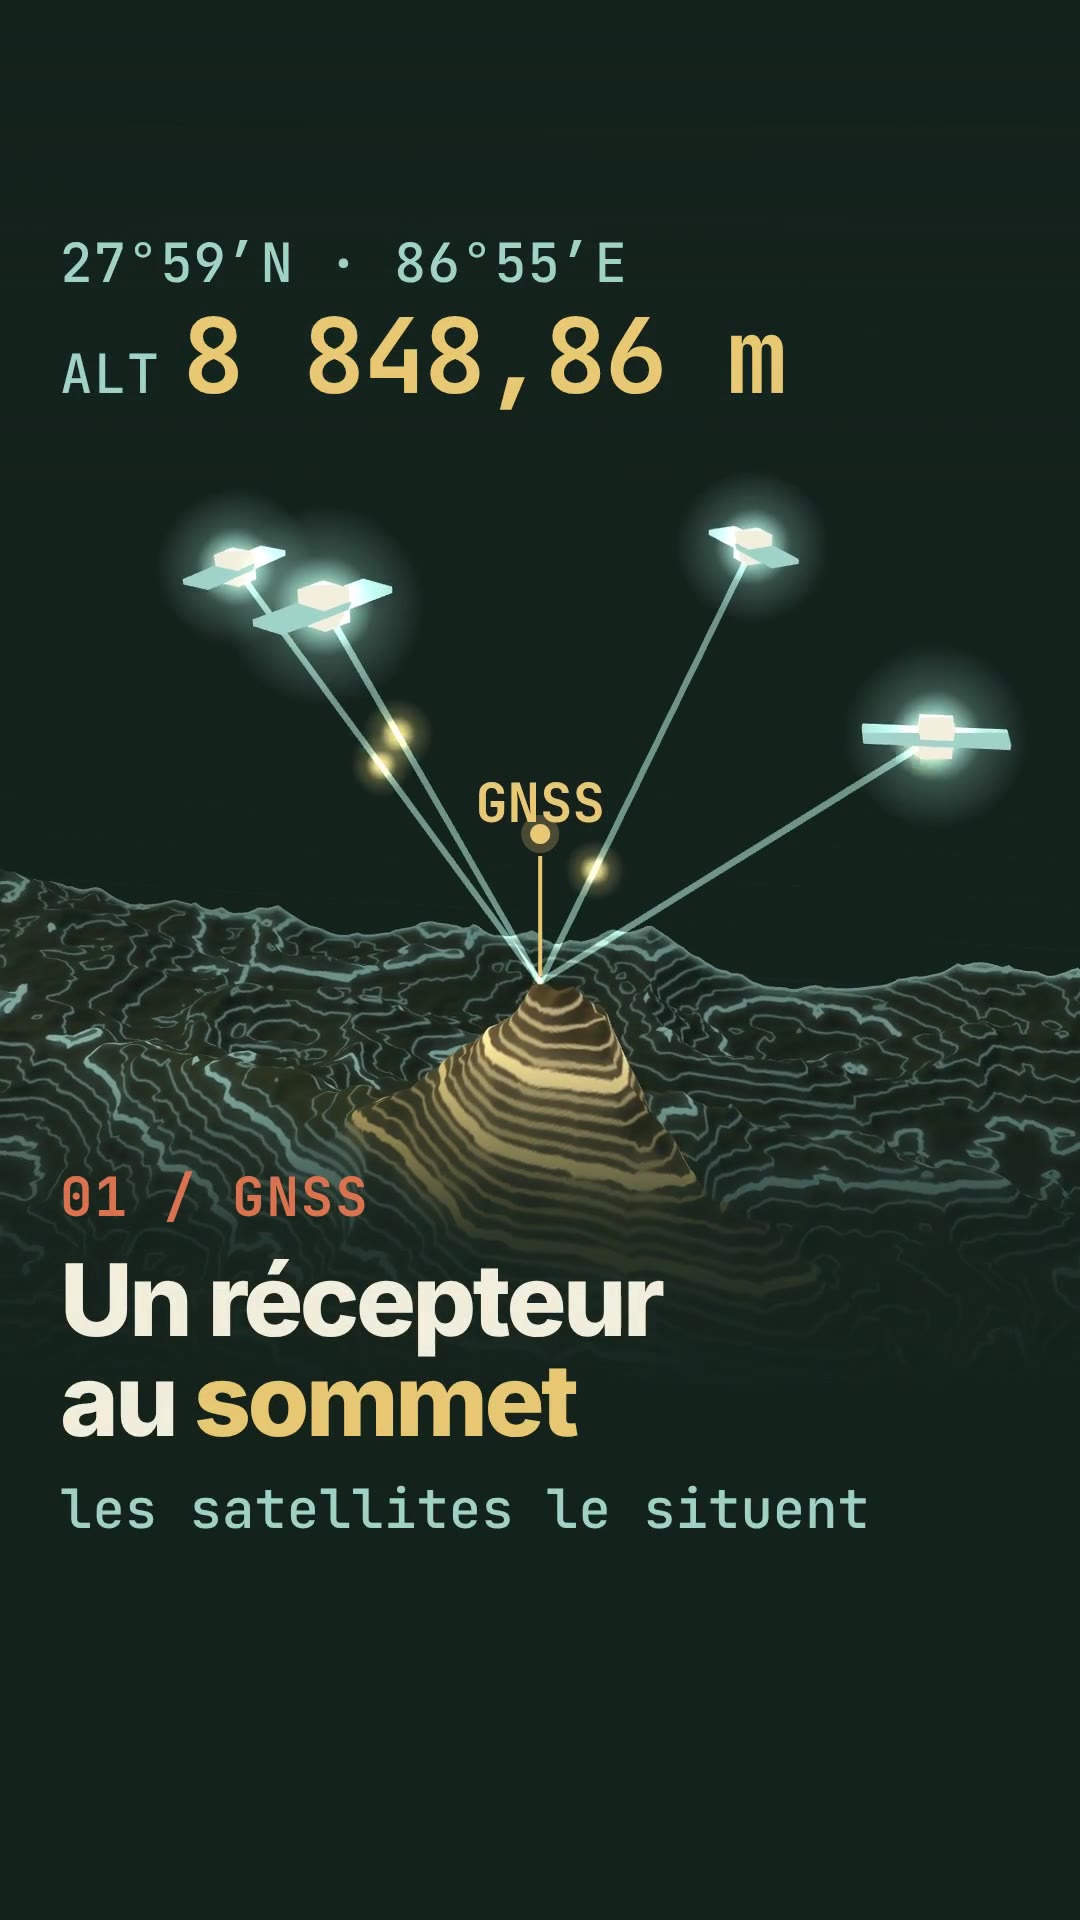 27°59’N · 86°55’E
ALT 8 848,86 m
GNSS
01 / GNSS
Un récepteur
au sommet
les satellites le situent